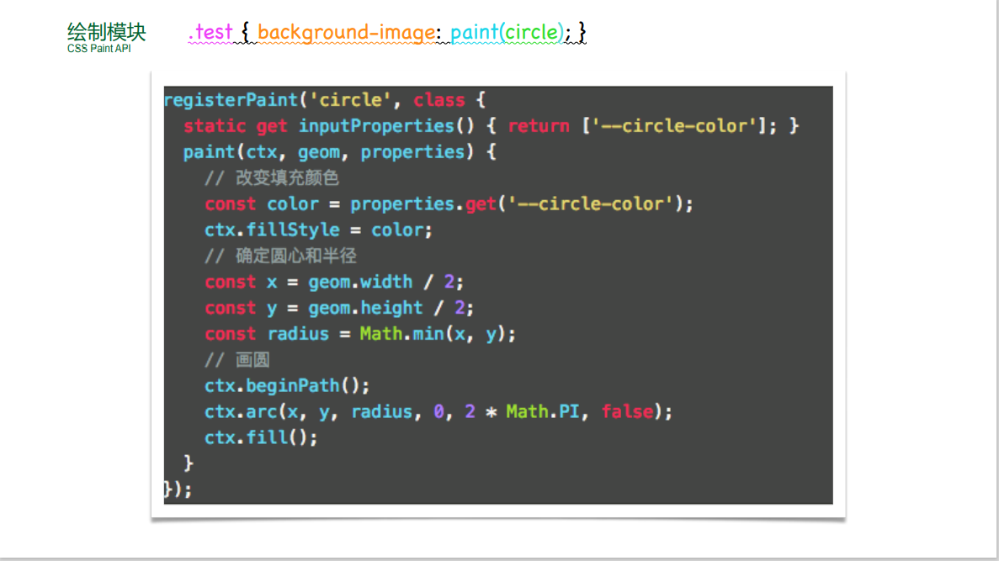 绘制模块
CSS Paint API
.test { background-image: paint(circle); }
registerPaint('circle', class {
static get inputProperties() { return ['--circle-color']; }
paint(ctx, geom, properties) {
// 改变填充颜色
const color = properties.get('--circle-color');
ctx.fillStyle = color;
// 确定圆心和半径
const x = geom.width / 2;
const y = geom.height / 2;
const radius = Math.min(x, y);
// 画圆
ctx.beginPath();
ctx.arc(x, y, radius, 0, 2 * Math.PI, false);
ctx.fill();
}
});